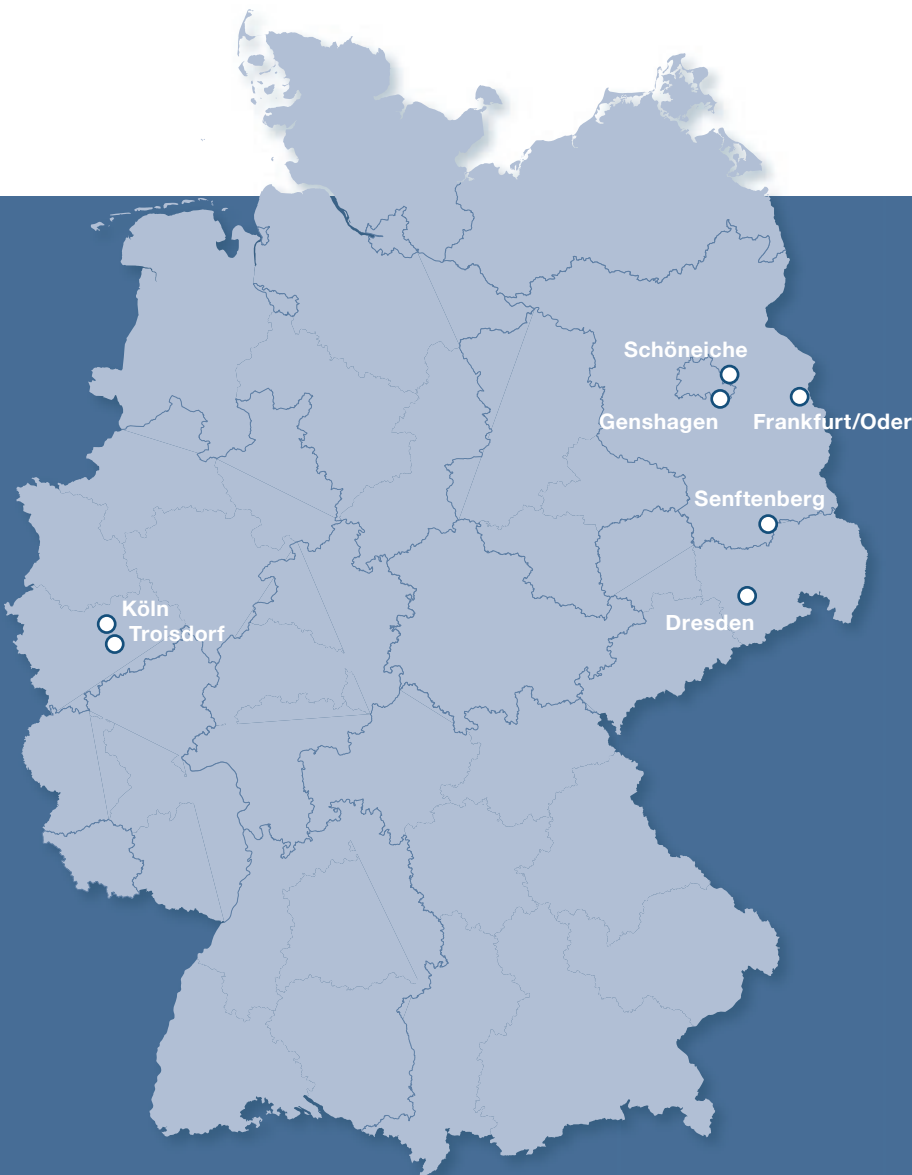 Schöneiche
Genshagen
Frankfurt/Oder
Senftenberg
Köln
Troisdorf
Dresden